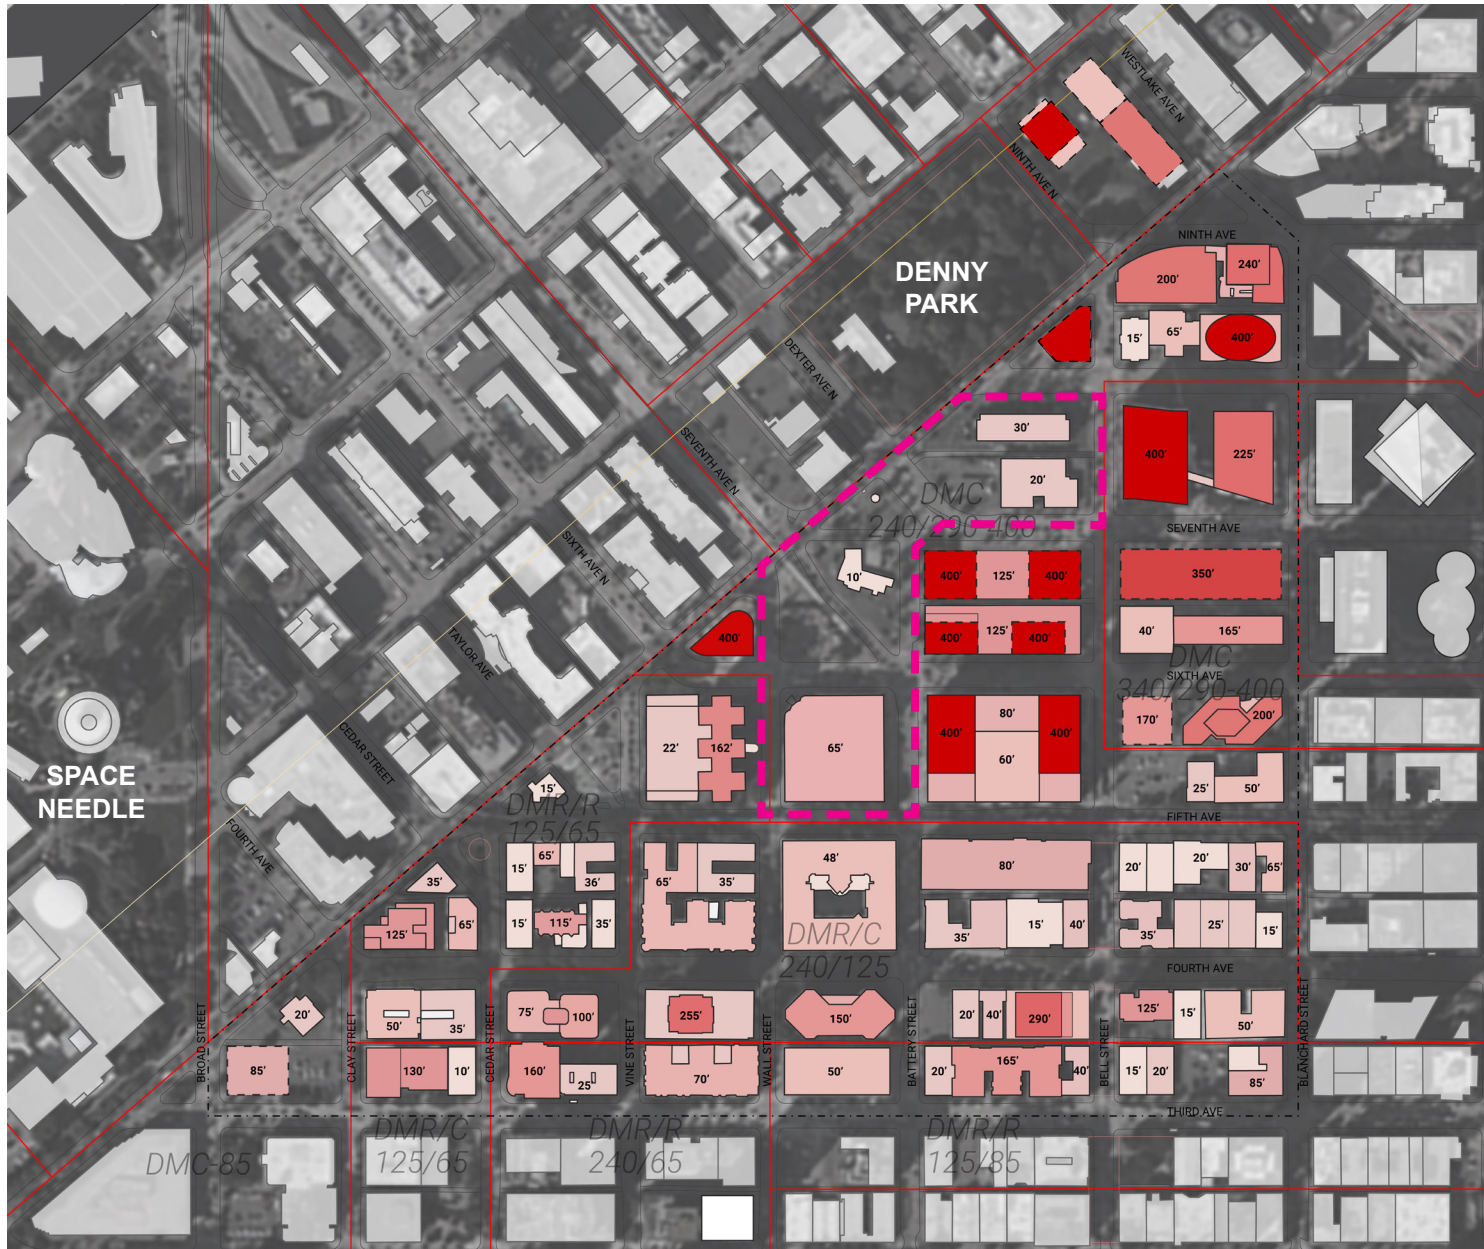 WESTLAKE AVE N
NINTH AVE N
NINTH AVE
DENNY
PARK
200'
240'
15'
65'
400'
DEXTER AVE N
SEVENTH AVE N
30'
20'
400'
225'
DMC
240/290-400
SEVENTH AVE
SIXTH AVE N
10'
400'
125'
400'
350'
400'
125'
400'
40'
165'
400'
TAYLOR AVE
DMC
340/290-400
SIXTH AVE
22'
162'
65'
400'
80'
60'
400'
170'
200'
CEDAR STREET
SPACE
NEEDLE
15'
25'
50'
DMR/R
125/65
FIFTH AVE
FOURTH AVE
35'
15'
65'
36'
65'
35'
48'
80'
20'
20'
30'
65'
125'
65'
15'
115'
35'
35'
15'
40'
35'
25'
15'
DMR/C
240/125
FOURTH AVE
20'
50'
35'
75'
100'
255'
150'
20'
40'
290'
125'
15'
50'
BROAD STREET
CLAY STREET
CEDAR STREET
VINE STREET
WALL STREET
BATTERY STREET
BELL STREET
BLANCHARD STREET
85'
130'
10'
160'
25'
70'
50'
20'
165'
40'
15'
20'
85'
THIRD AVE
DMC-85
DMR/C
125/65
DMR/R
240/65
DMR/R
125/85